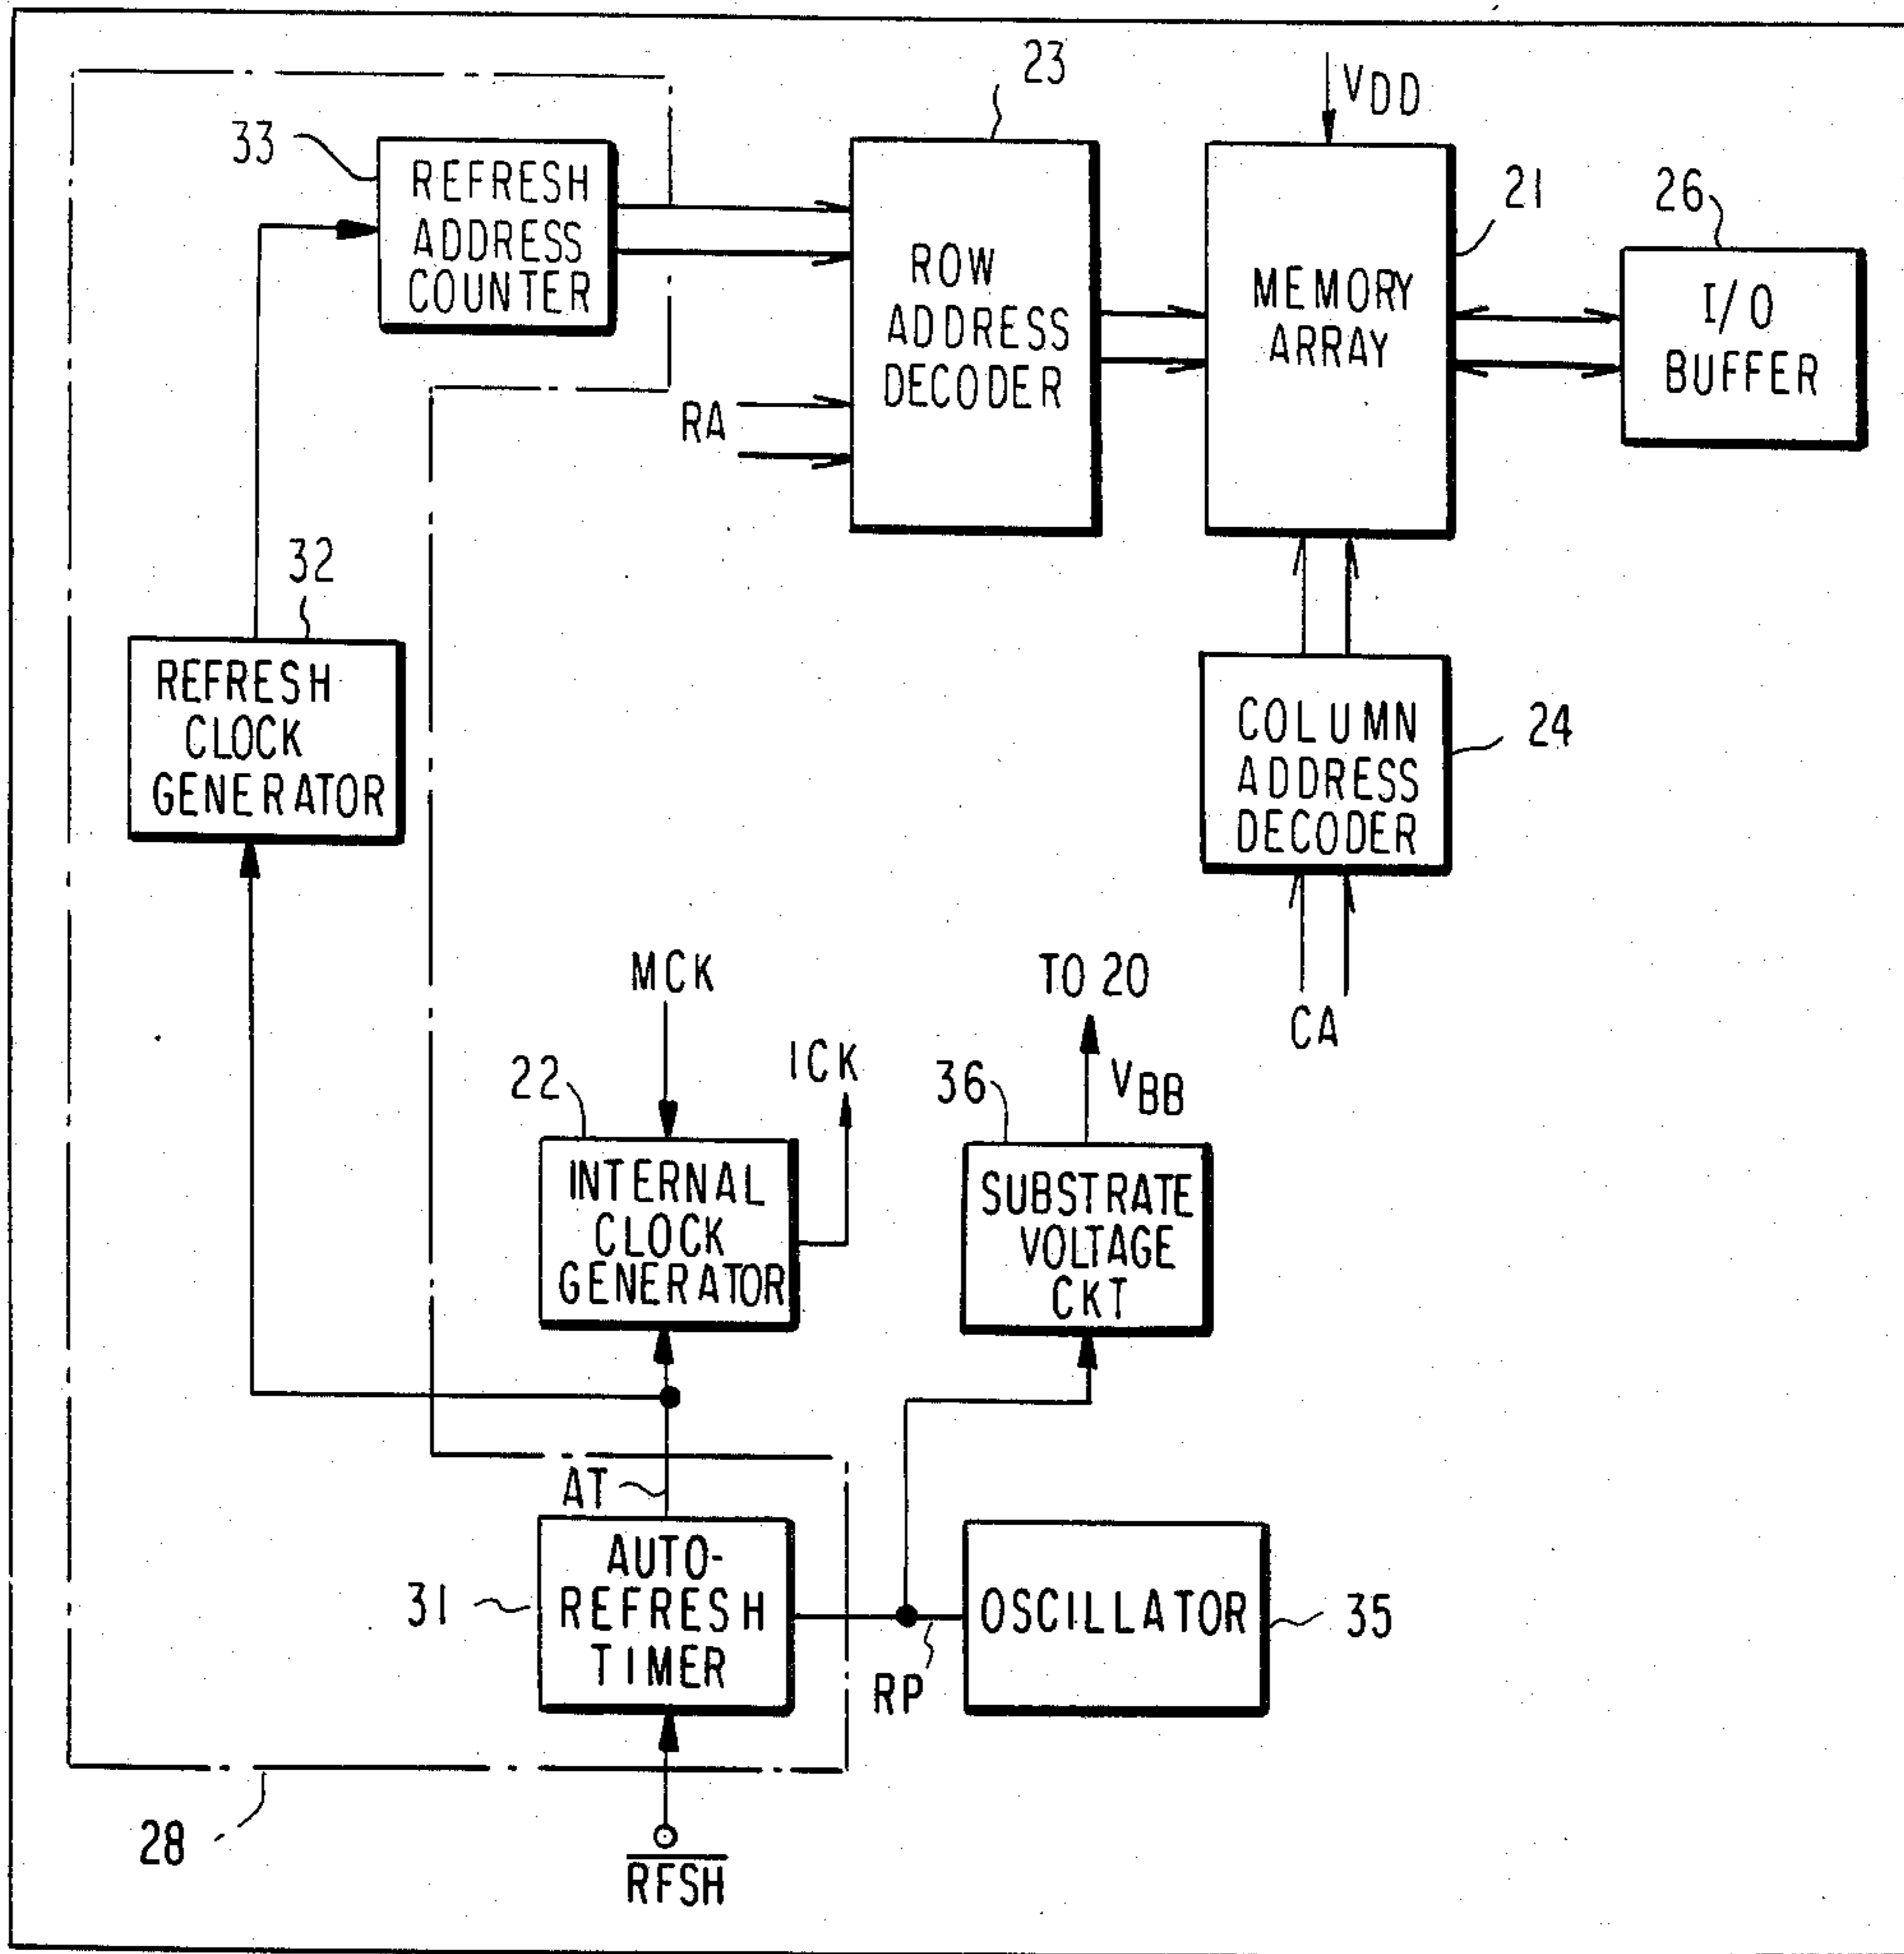 23
VDD
33
REFRESH
ADDRESS
COUNTER
ROW
ADDRESS
DECODER
RA
MEMORY
ARRAY
21
26
I/O
BUFFER
32
REFRESH
CLOCK
GENERATOR
COLUMN
ADDRESS
DECODER
24
CA
MCK
ICK
22
INTERNAL
CLOCK
GENERATOR
TO 20
VBB
36
SUBSTRATE
VOLTAGE
CKT
AT
31
AUTO-
REFRESH
TIMER
RP
OSCILLATOR
35
28
RFSH